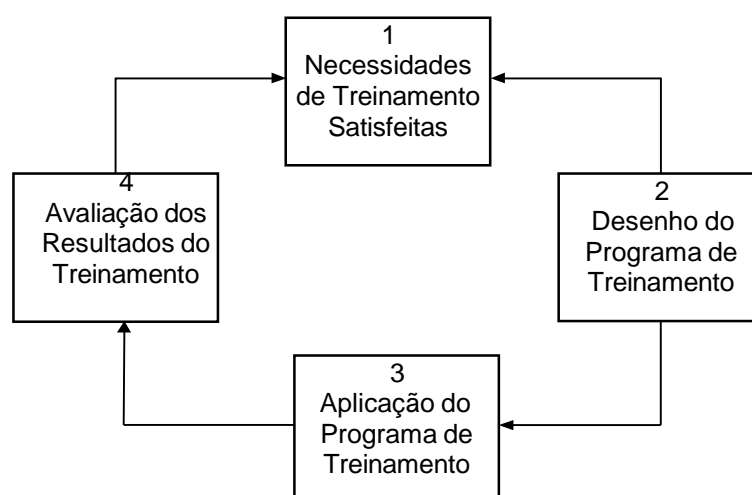 1
Necessidades
de Treinamento
Satisfeitas
2
Desenho do
Programa de
Treinamento
3
Aplicação do
Programa de
Treinamento
4
Avaliação dos
Resultados do
Treinamento